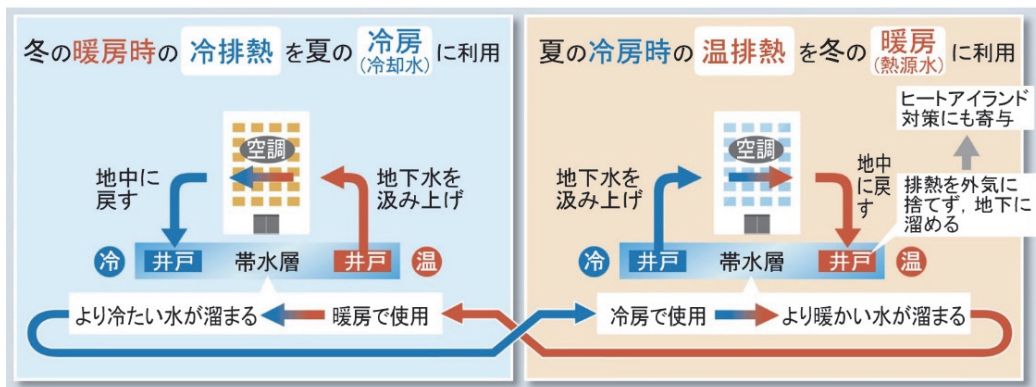 冬の暖房時の 冷排熱 を夏の 冷房(冷却水) に利用
空調
地中に
戻す
地下水を
汲み上げ
冷 井戸 帯水層 井戸 温
より冷たい水が溜まる 暖房で使用
夏の冷房時の 温排熱 を冬の 暖房(熱源水) に利用
ヒートアイランド
対策にも寄与
空調
地下水を
汲み上げ
地中
に戻
す
排熱を外気に
捨てず，地下に
溜める
冷 井戸 帯水層 井戸 温
冷房で使用 より暖かい水が溜まる